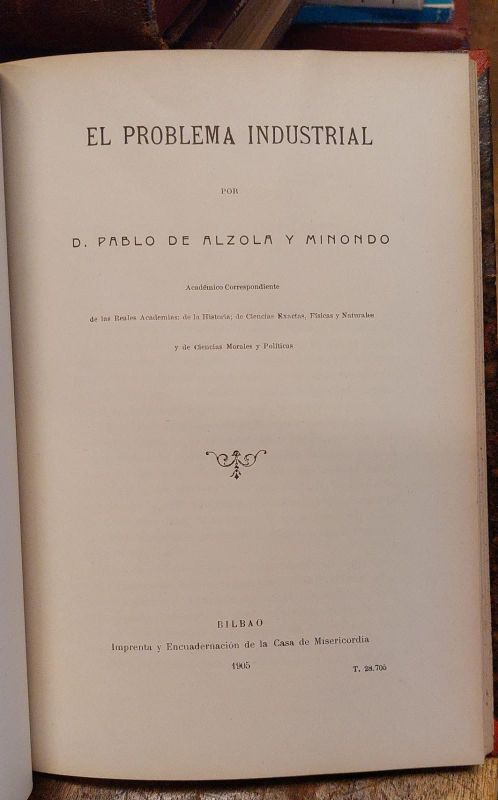 EL PROBLEMA INDUSTRIAL
POR
D. PABLO DE ALZOLA Y MINONDO
Académico Correspondiente
de las Reales Academias: de la Historia; de Ciencias Exactas, Físicas y Naturales
y de Ciencias Morales y Políticas
BILBAO
Imprenta y Encuadernación de la Casa de Misericordia
1905
T. 28.705